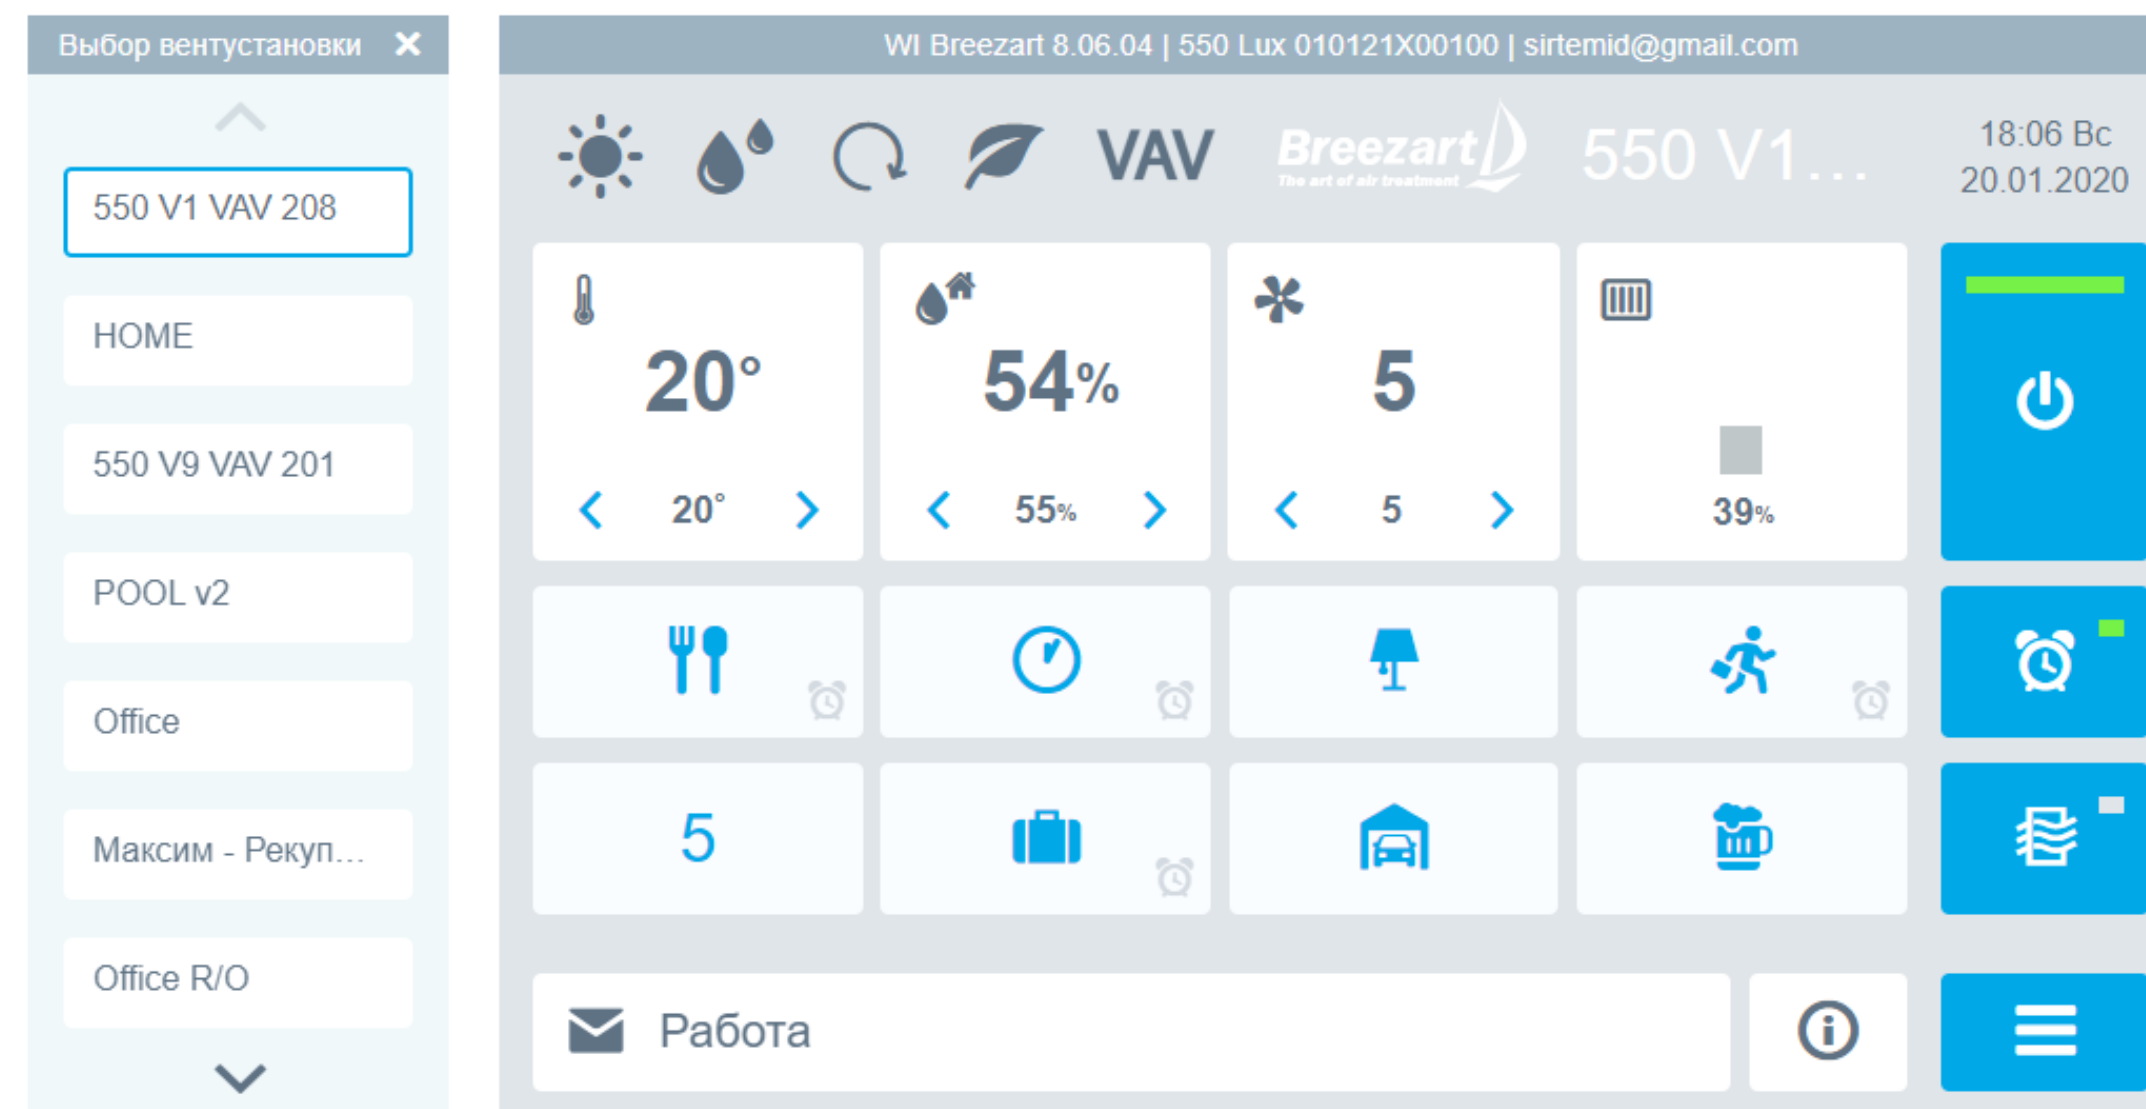 Выбор вентустановки
550 V1 VAV 208
HOME
550 V9 VAV 201
POOL v2
Office
Максим - Рекуп...
Office R/O
WI Breezart 8.06.04 | 550 Lux 010121X00100 | sirtemid@gmail.com
VAV
Breezart
The art of air treatment
550 V1...
18:06 Вс
20.01.2020
20°
54%
5
20°
55%
5
39%
5
Работа